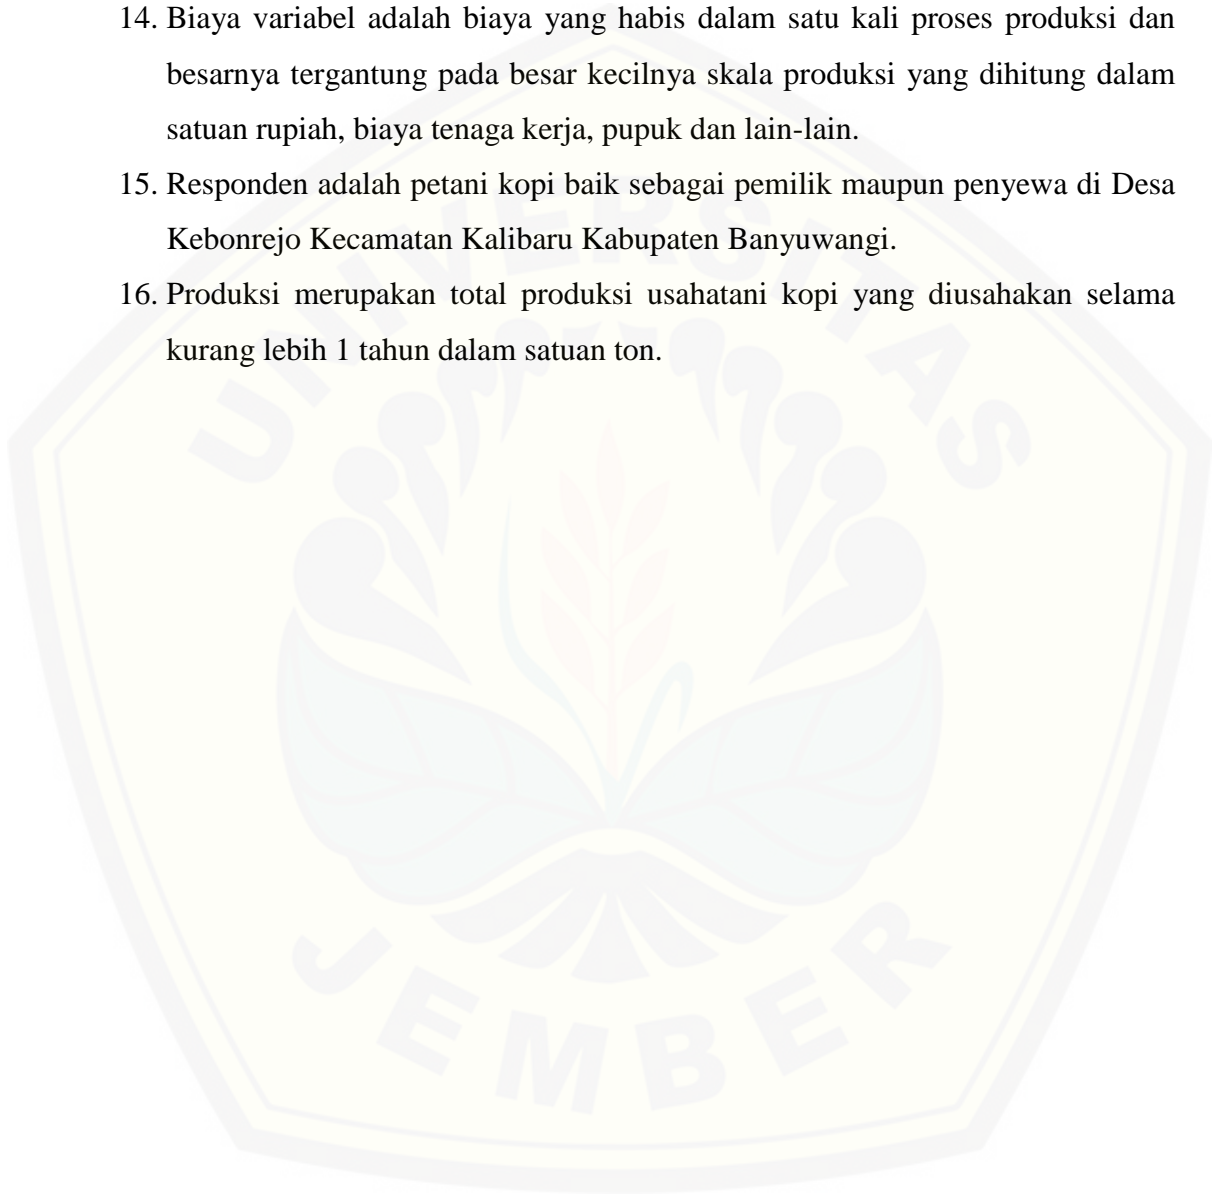 14. Biaya variabel adalah biaya yang habis dalam satu kali proses produksi dan
besarnya tergantung pada besar kecilnya skala produksi yang dihitung dalam
satuan rupiah, biaya tenaga kerja, pupuk dan lain-lain.
15. Responden adalah petani kopi baik sebagai pemilik maupun penyewa di Desa
Kebonrejo Kecamatan Kalibaru Kabupaten Banyuwangi.
16. Produksi merupakan total produksi usahatani kopi yang diusahakan selama
kurang lebih 1 tahun dalam satuan ton.
UNIVERSITAS
JEMBER